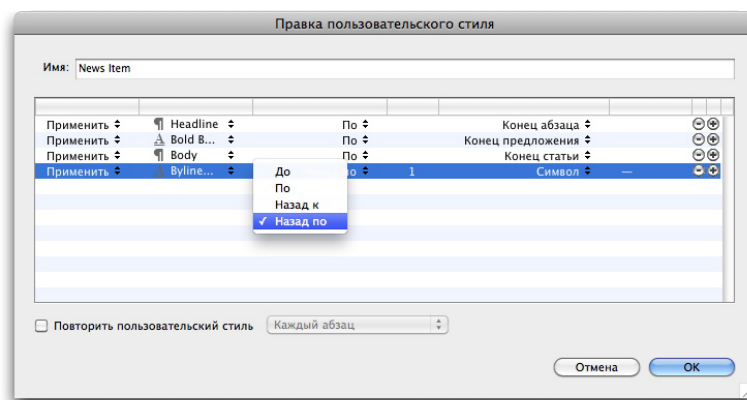 Правка пользовательского стиля
Имя: News Item
Применить ¶ Headline По Конец абзаца
Применить A Bold B... По Конец предложения
Применить ¶ Body По Конец статьи
Применить A Byline... по 1 Символ —
До
По
Назад к
✓ Назад по
Повторить пользовательский стиль Каждый абзац
Отмена OK